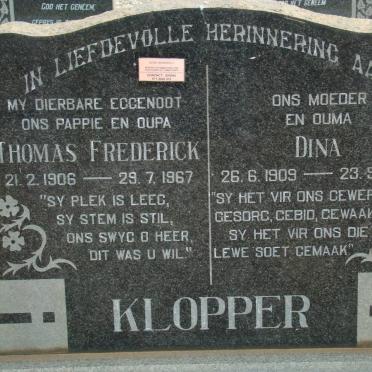 GOD HET GENEEM,
HET GENEEM
IN LIEFDEVOLLE HERINNERING AA
MY DIERBARE EGGENOOT
ONS PAPPIE EN OUPA
THOMAS FREDERICK
21.2.1906 — 29.7.1967
"SY PLEK IS LEEG,
SY STEM IS STIL,
ONS SWYG O HEER,
DIT WAS U WIL."
ONS MOEDER
EN OUMA
DINA
26.6.1909 — 23.
"SY HET VIR ONS GEWER
GESORG, GEBID, GEWAAK
SY HET VIR ONS DIE
LEWE SOET GEMAAK"
KLOPPER